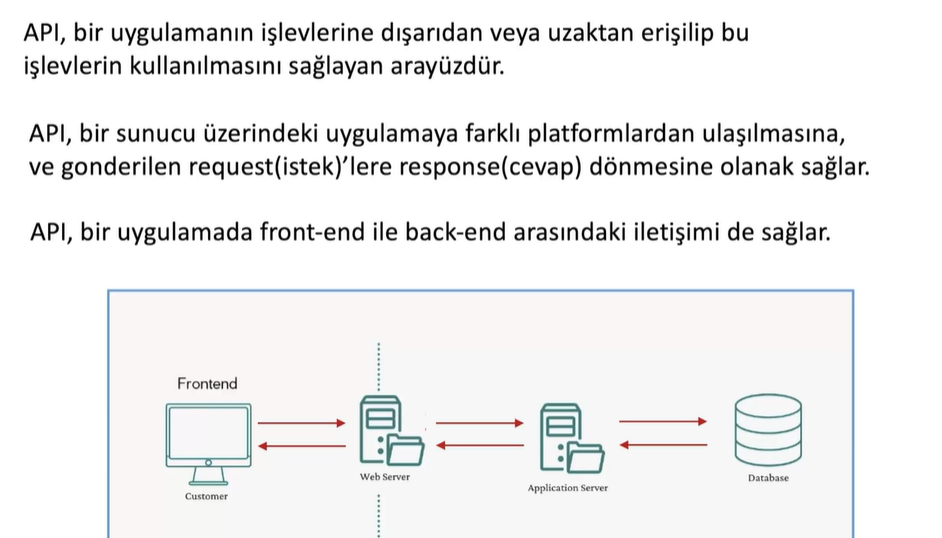 API, bir uygulamanın işlevlerine dışarıdan veya uzaktan erişilip bu
işlevlerin kullanılmasını sağlayan arayüzdür.
API, bir sunucu üzerindeki uygulamaya farklı platformlardan ulaşılmasına,
ve gonderilen request(istek)'lere response(cevap) dönmesine olanak sağlar.
API, bir uygulamada front-end ile back-end arasındaki iletişimi de sağlar.
Frontend
Customer
Web Server
Application Server
Database